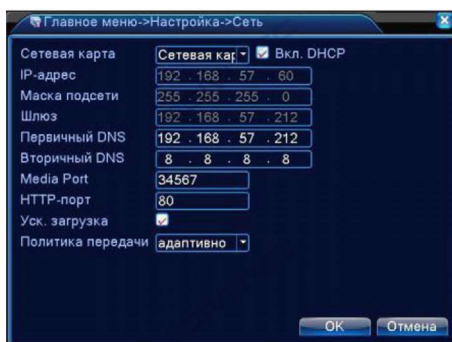 Главное меню->Настройка->Сеть
Сетевая карта Сетевая кар Вкл. DHCP
IP-адрес 192 . 168 . 57 . 60
Маска подсети 255 . 255 . 255 . 0
Шлюз 192 . 168 . 57 . 212
Первичный DNS 192 . 168 . 57 . 212
Вторичный DNS 8 . 8 . 8 . 8
Media Port 34567
HTTP-порт 80
Уск. загрузка
Политика передачи адаптивно
OK Отмена